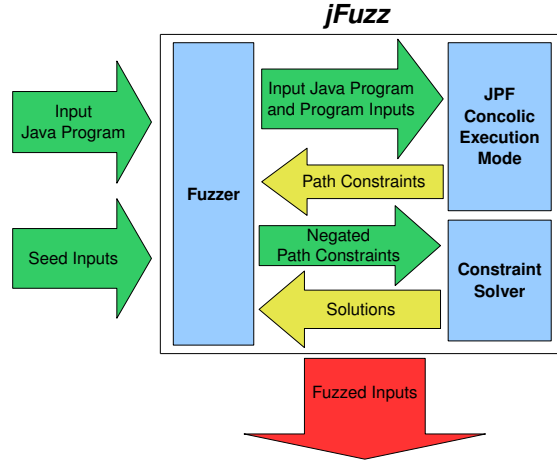 jFuzz
Input
Java Program
Input Java Program
and Program Inputs
JPF
Concolic
Execution
Mode
Fuzzer
Path Constraints
Seed Inputs
Negated
Path Constraints
Constraint
Solver
Solutions
Fuzzed Inputs